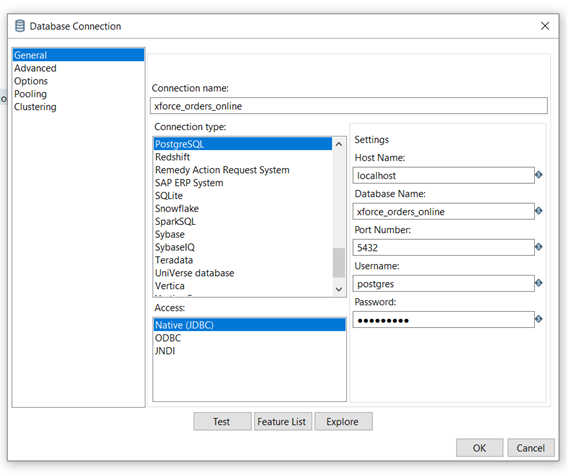 Database Connection
General
Advanced
Options
Pooling
Clustering
Connection name:
xforce_orders_online
Connection type:
PostgreSQL
Redshift
Remedy Action Request System
SAP ERP System
SQLite
Snowflake
SparkSQL
Sybase
SybaseIQ
Teradata
UniVerse database
Vertica
Access:
Native (JDBC)
ODBC
JNDI
Settings
Host Name:
localhost
Database Name:
xforce_orders_online
Port Number:
5432
Username:
postgres
Password:
●●●●●●●●●
Test
Feature List
Explore
OK
Cancel